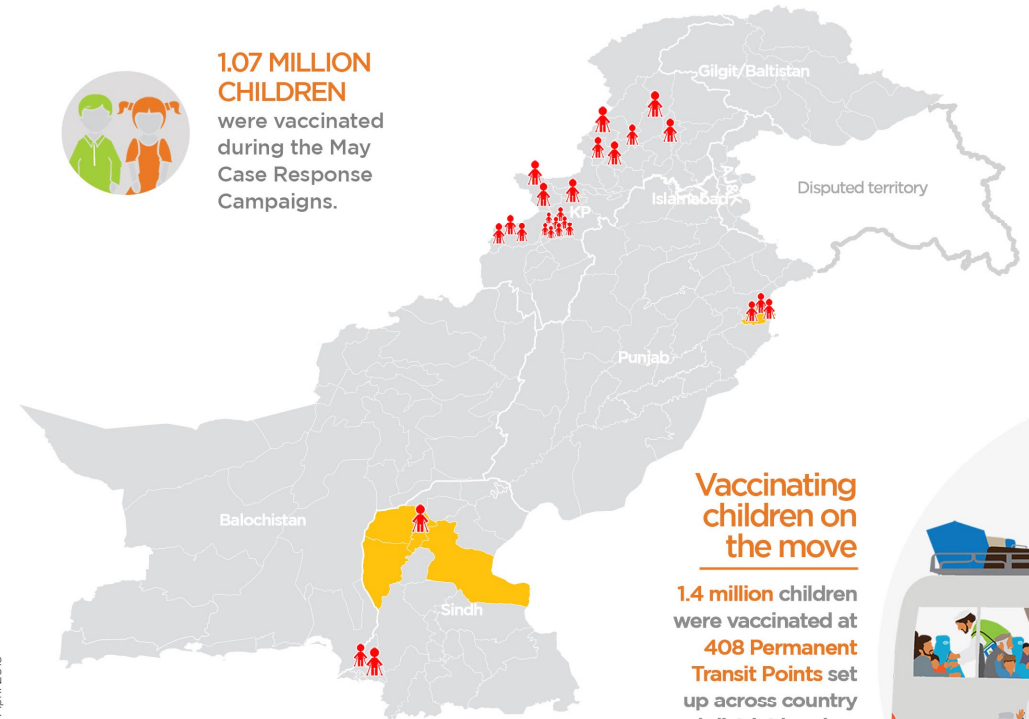 1.07 MILLION
CHILDREN
were vaccinated
during the May
Case Response
Campaigns.
Gilgit/Baltistan
Disputed territory
Islamabad
KP
Punjab
Balochistan
Sindh
Vaccinating
children on
the move
1.4 million children
were vaccinated at
408 Permanent
Transit Points set
up across country